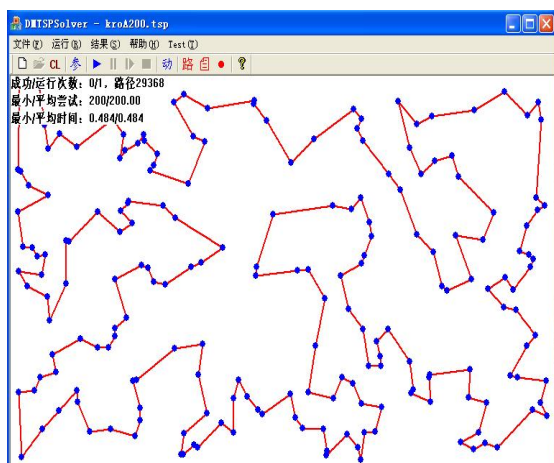 DMTSPSolver - kroA200.tsp
文件(F) 运行(R) 结果(S) 帮助(H) Test(T)
CL 参 动 路
成功/运行次数: 0/1, 路径29368
最小/平均尝试: 200/200.00
最小/平均时间: 0.484/0.484